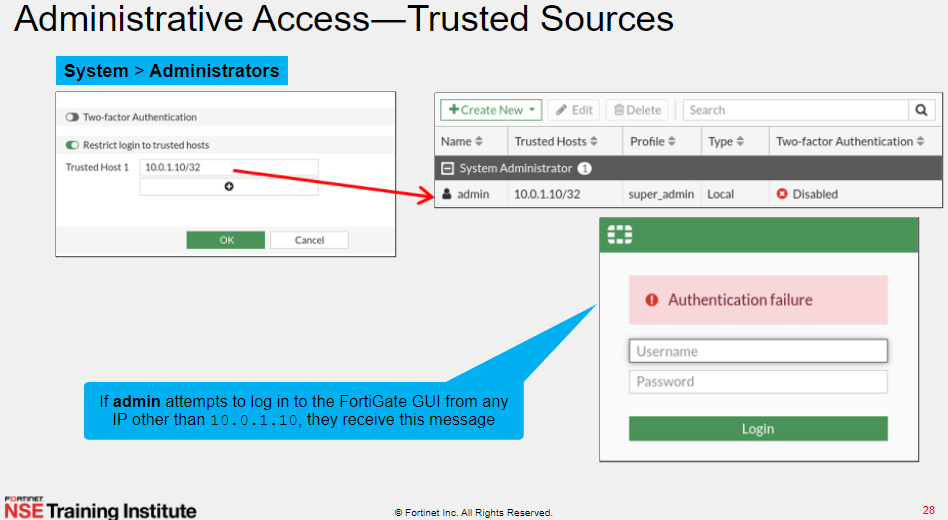 Administrative Access—Trusted Sources
System > Administrators
Two-factor Authentication
Restrict login to trusted hosts
Trusted Host 1 10.0.1.10/32
OK Cancel
Create New Edit Delete Search
Name Trusted Hosts Profile Type Two-factor Authentication
System Administrator 1
admin 10.0.1.10/32 super_admin Local Disabled
Authentication failure
Username
Password
Login
If admin attempts to log in to the FortiGate GUI from any
IP other than 10.0.1.10, they receive this message
FORTINET
NSE Training Institute
© Fortinet Inc. All Rights Reserved.
28